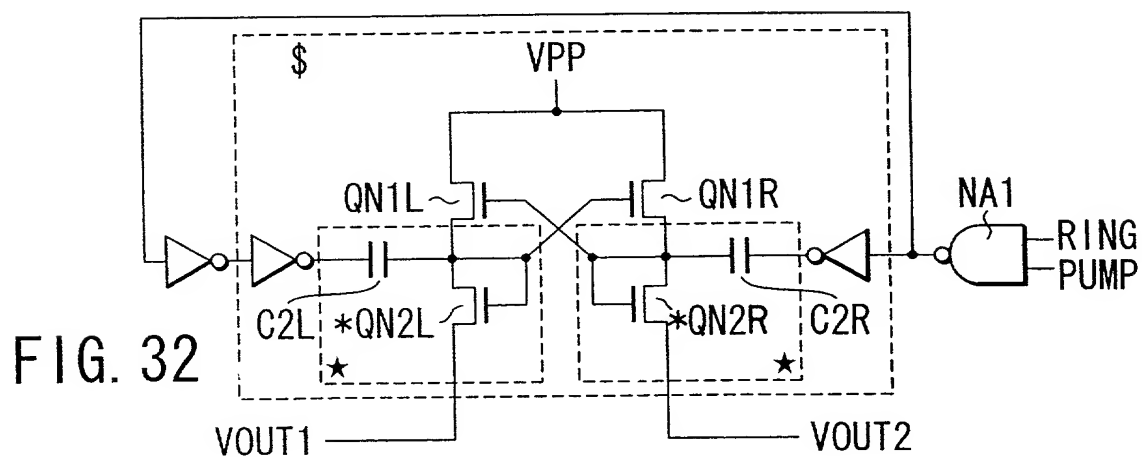 $
VPP
QN1L
QN1R
NA1
RING
PUMP
C2L
*QN2L
*QN2R
C2R
★
★
FIG. 32
VOUT1
VOUT2